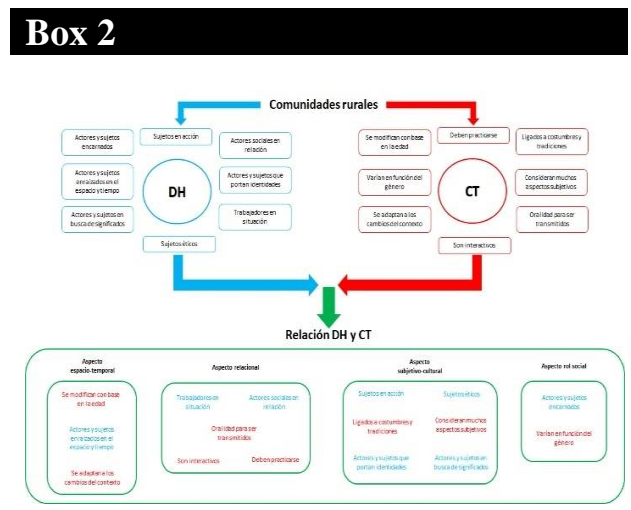 Box 2
Comunidades rurales
Actores y sujetos
encarnados
Sujetos en acción
Actores sociales en
relación
Actores y sujetos
enraizados en el
espacio y tiempo
DH
Actores y sujetos que
portan identidades
Actores y sujetos en
busca de significados
Trabajadores en
situación
Sujetos éticos
Se modifican con base
en la edad
Deben practicarse
Ligados a costumbres y
tradiciones
Varían en función del
género
CT
Consideran muchos
aspectos subjetivos
Se adaptan a los
cambios del contexto
Oralidad para ser
transmitidos
Son interactivos
Relación DH y CT
Aspecto
espacio-temporal
Se modifican con base
en la edad
Actores y sujetos
enraizados en el
espacio y tiempo
Se adaptan a los
cambios del contexto
Aspecto relacional
Trabajadores en
situación
Actores sociales en
relación
Oralidad para ser
transmitidos
Son interactivos
Deben practicarse
Aspecto
subjetivo-cultural
Sujetos en acción
Sujetos éticos
Ligados a costumbres y
tradiciones
Consideran muchos
aspectos subjetivos
Actores y sujetos que
portan identidades
Actores y sujetos en
busca de significados
Aspecto rol social
Actores y sujetos
encarnados
Varían en función del
género